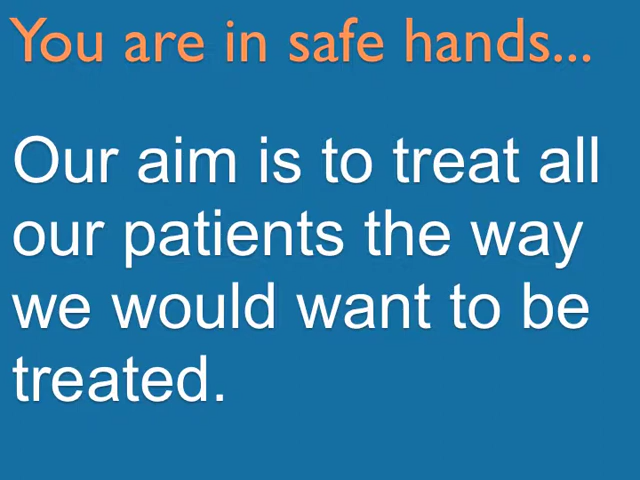 You are in safe hands...
Our aim is to treat all
our patients the way
we would want to be
treated.